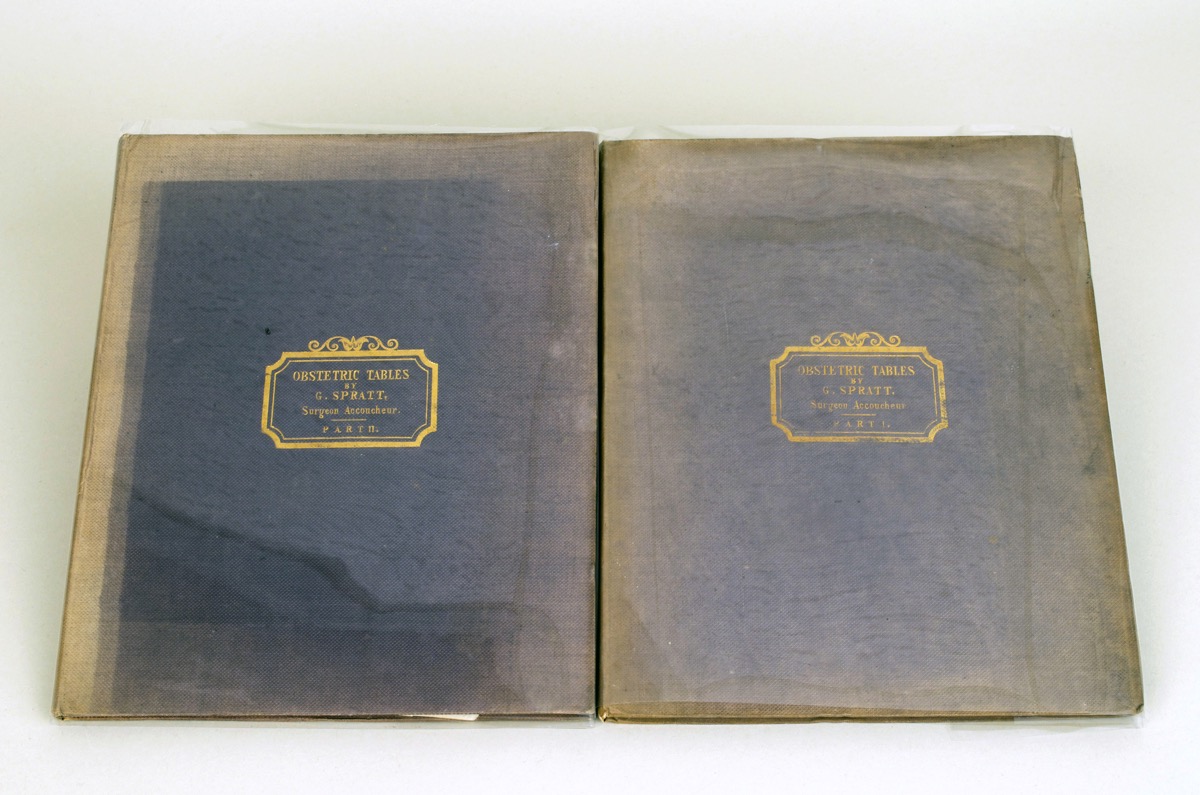 OBSTETRIC TABLES
BY
G. SPRATT,
Surgeon Accoucheur.
PART II.
OBSTETRIC TABLES
BY
G. SPRATT.
Surgeon Accoucheur
PART I.